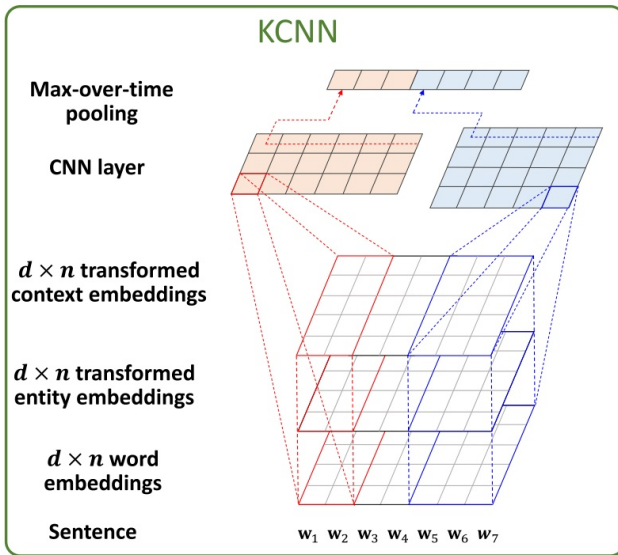 KCNN
Max-over-time
pooling
CNN layer
d × n transformed
context embeddings
d × n transformed
entity embeddings
d × n word
embeddings
Sentence w₁ w₂ w₃ w₄ w₅ w₆ w₇